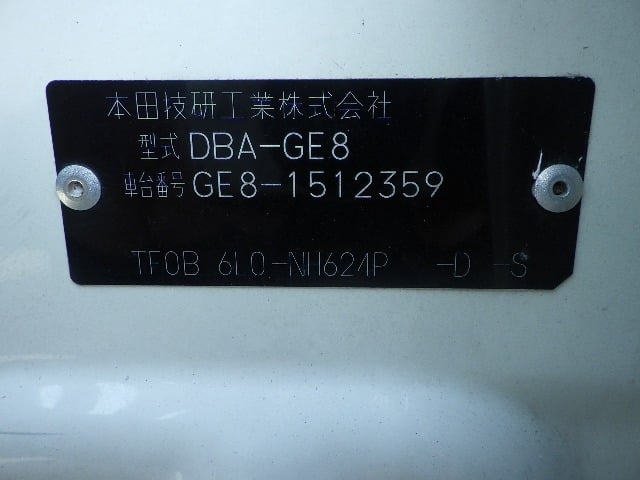 本田技研工業株式会社
型式 DBA-GE8
車台番号 GE8-1512359
TF0B 6L0-NH624P -D -S